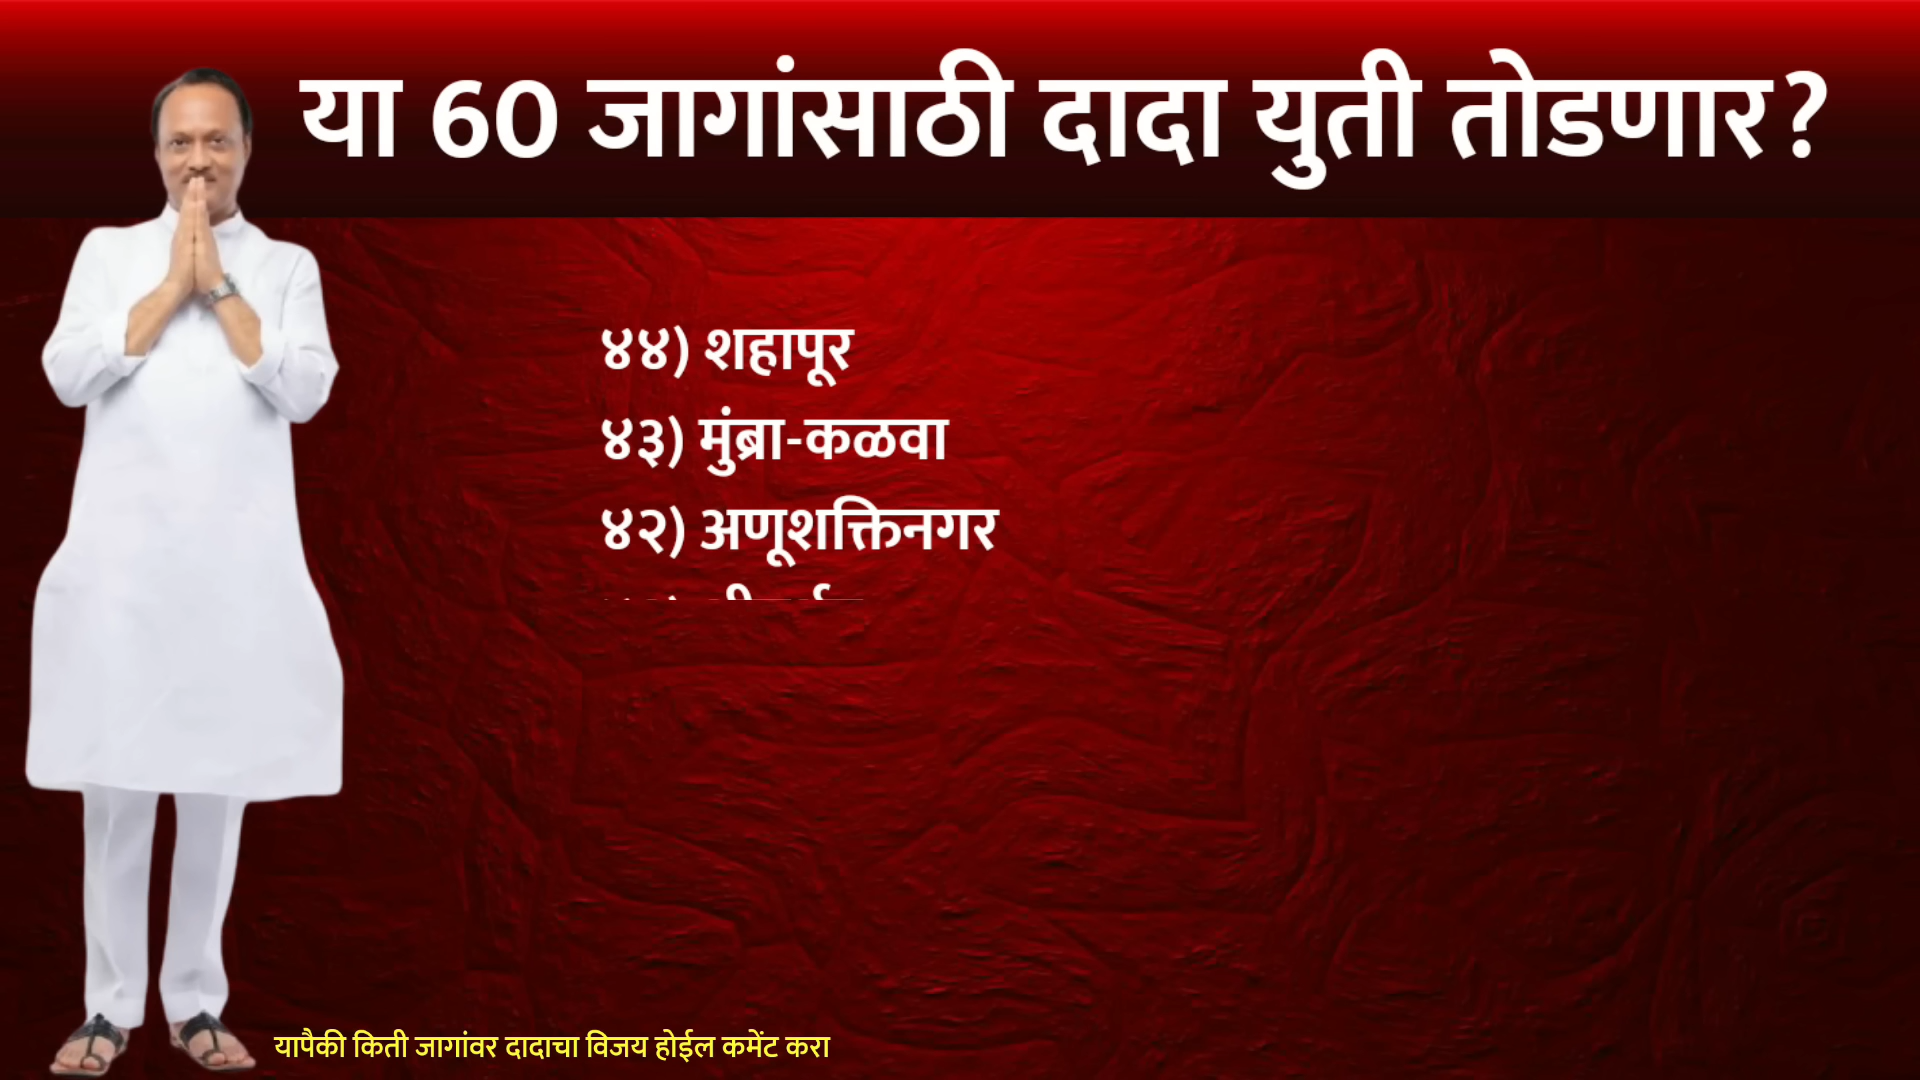 या 60 जागांसाठी दादा युती तोडणार?
४४) शहापूर
४३) मुंब्रा-कळवा
४२) अणूशक्तिनगर
यापैकी किती जागांवर दादाचा विजय होईल कमेंट करा